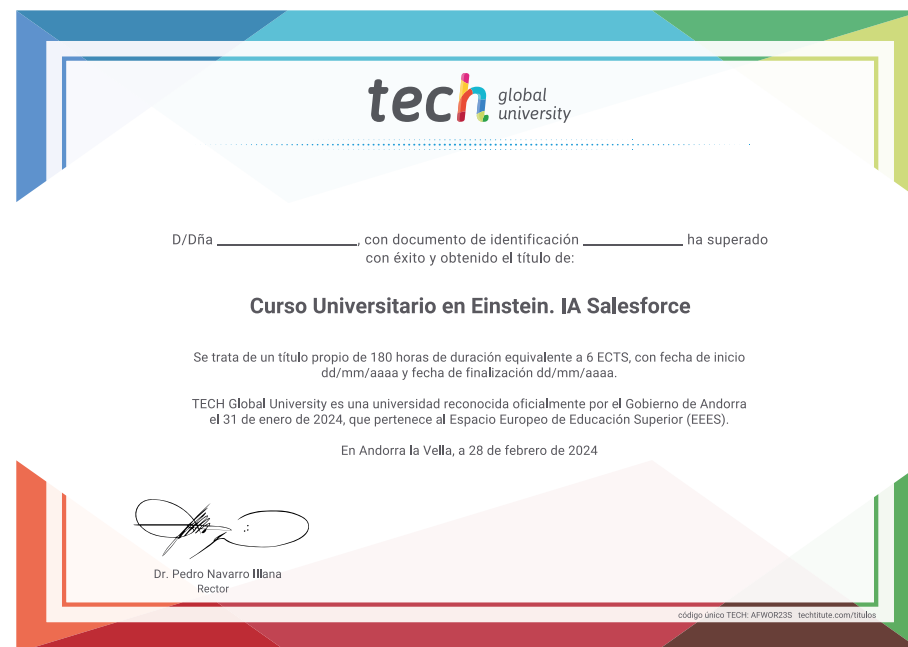 tech global
university
D/Dña ____________, con documento de identificación ____________ ha superado
con éxito y obtenido el título de:
Curso Universitario en Einstein. IA Salesforce
Se trata de un título propio de 180 horas de duración equivalente a 6 ECTS, con fecha de inicio
dd/mm/aaaa y fecha de finalización dd/mm/aaaa.
TECH Global University es una universidad reconocida oficialmente por el Gobierno de Andorra
el 31 de enero de 2024, que pertenece al Espacio Europeo de Educación Superior (EEES).
En Andorra la Vella, a 28 de febrero de 2024
Dr. Pedro Navarro Illana
Rector
código único TECH: AFWOR23S techtitute.com/titulos